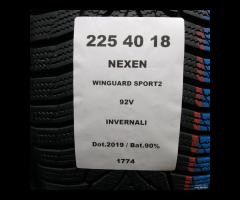 225 40 18
NEXEN
WINGUARD SPORT2
92V
INVERNALI
Dot.2019 / Bat.90%
1774